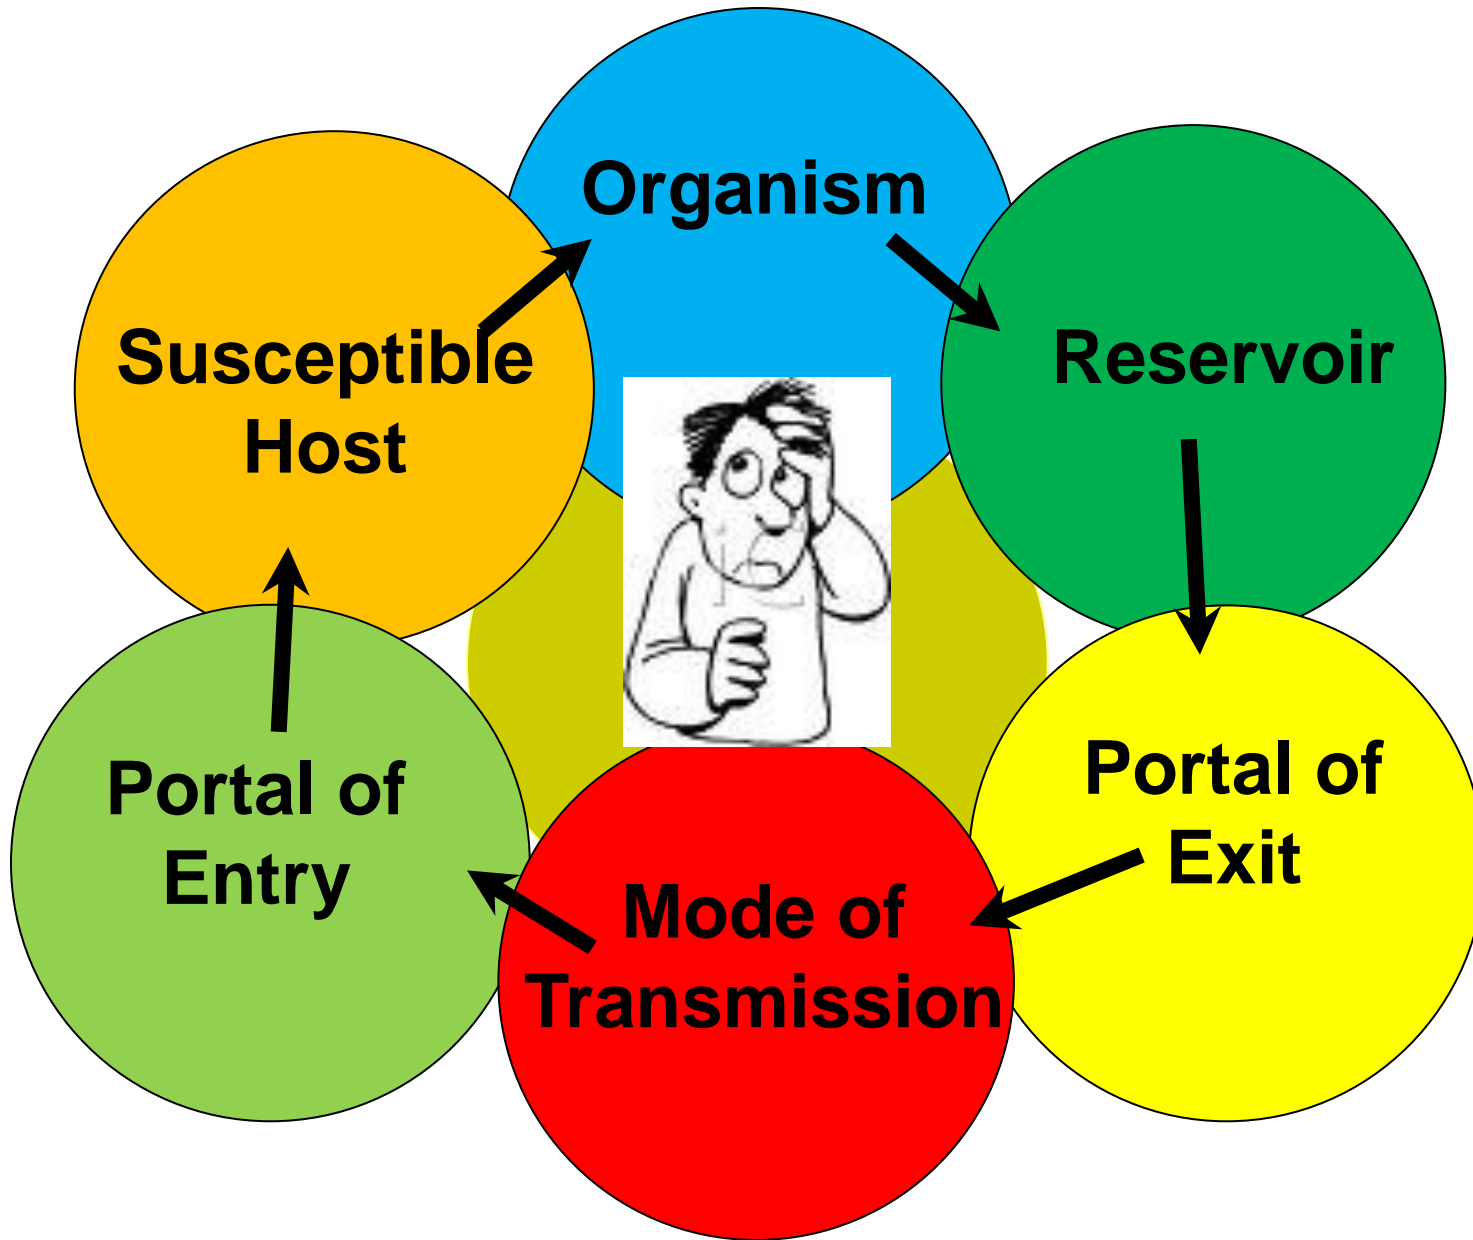 Organism
Reservoir
Portal of
Exit
Mode of
Transmission
Portal of
Entry
Susceptible
Host